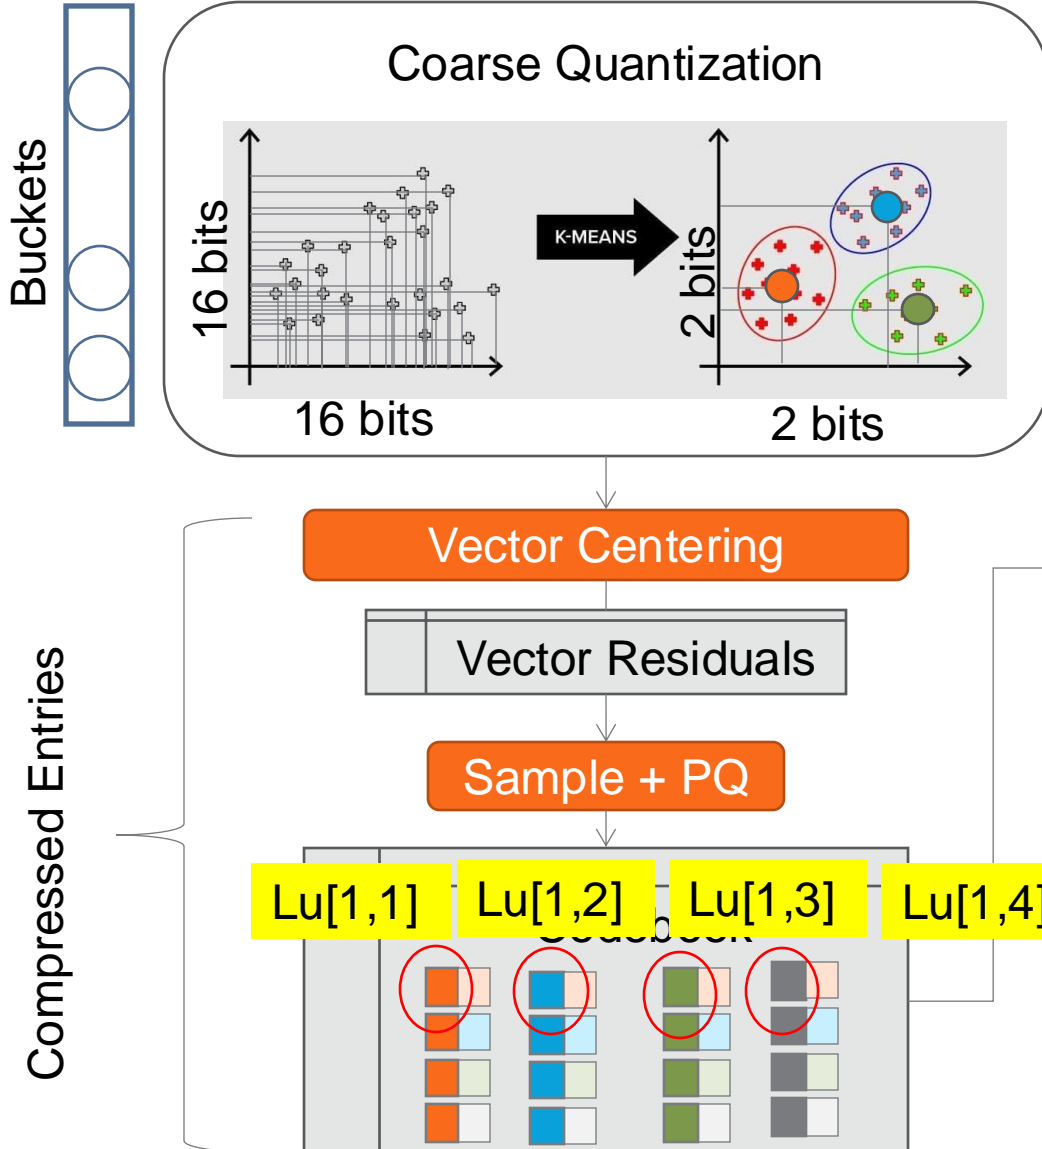 Coarse Quantization
Buckets
16 bits
K-MEANS
2 bits
16 bits
2 bits
Vector Centering
Vector Residuals
Compressed Entries
Sample + PQ
Lu[1,1]
Lu[1,2]
Lu[1,3]
Lu[1,4]